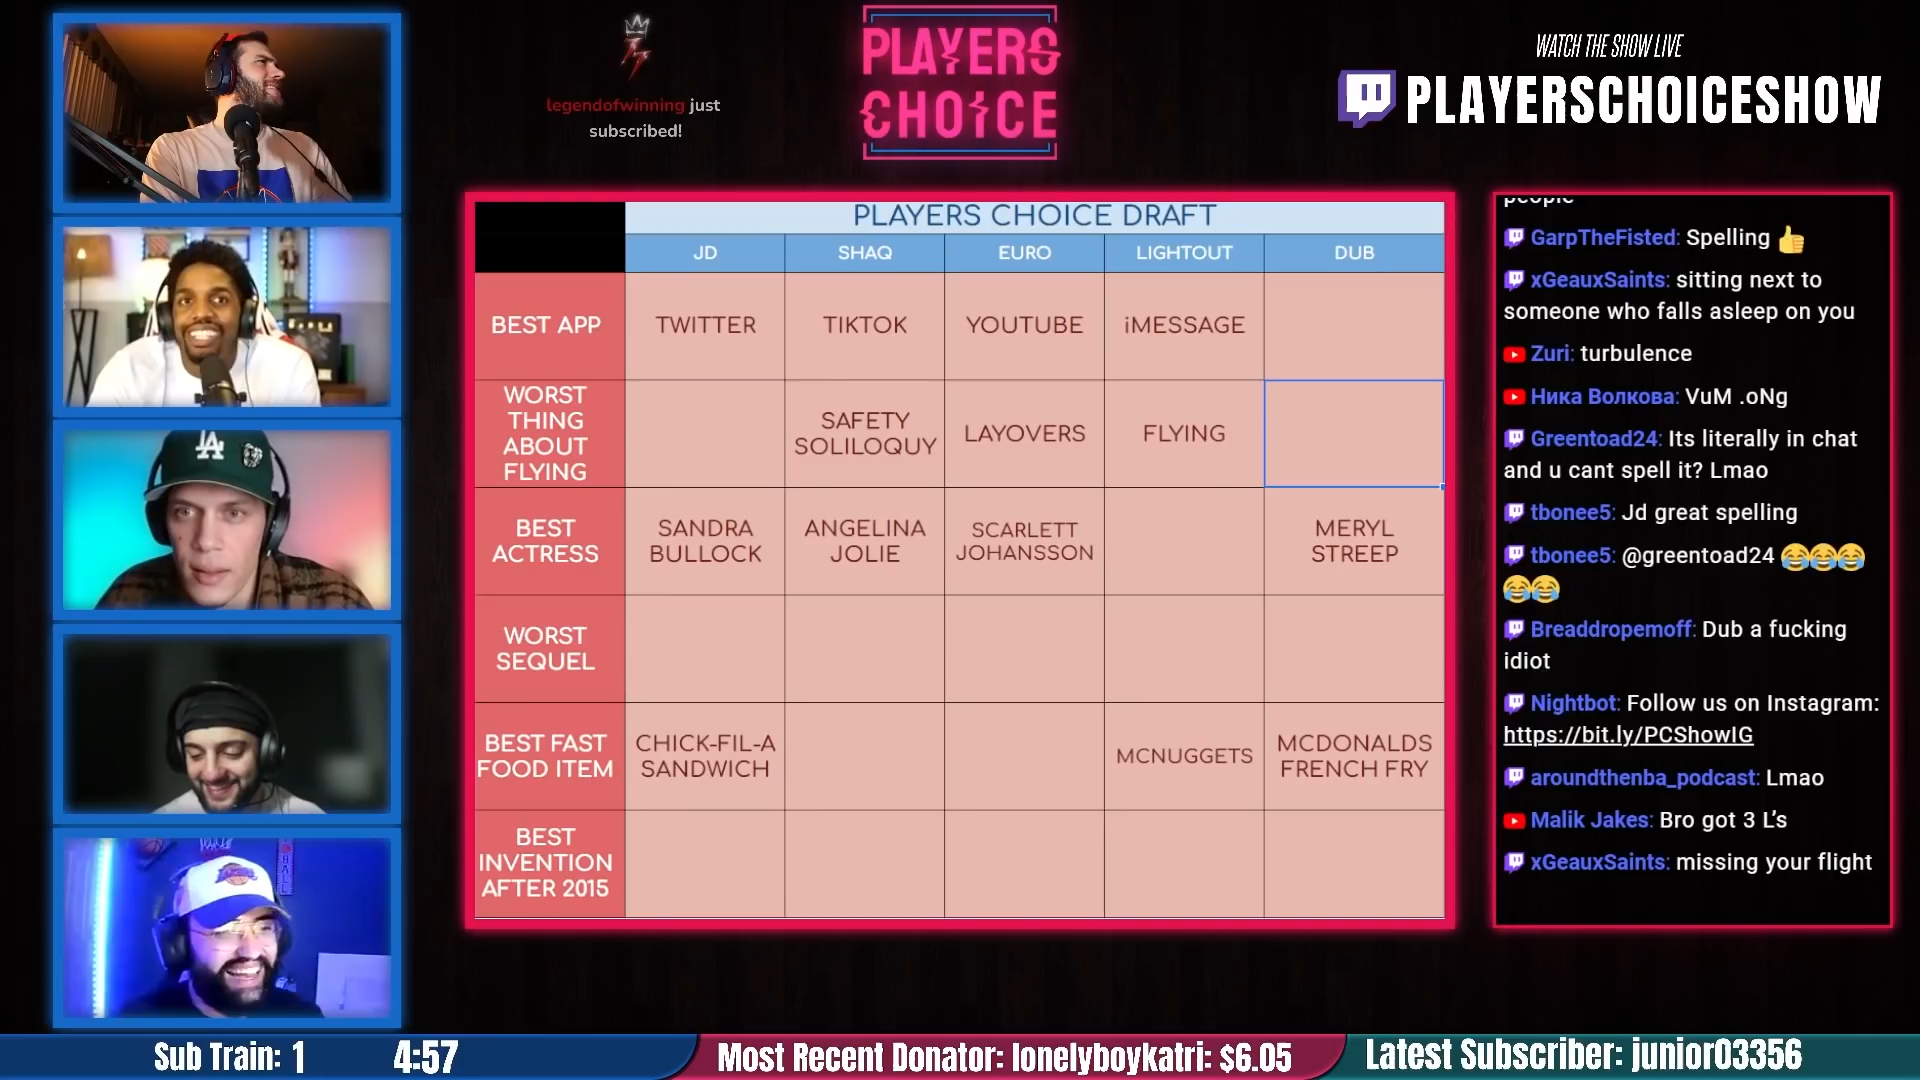 legendofwinning just
subscribed!
PLAYERS
CHOICE
WATCH THE SHOW LIVE
PLAYERSCHOICESHOW
PLAYERS CHOICE DRAFT
JD SHAQ EURO LIGHTOUT DUB
BEST APP TWITTER TIKTOK YOUTUBE iMESSAGE
WORST
THING
ABOUT
FLYING
SAFETY
SOLILOQUY
LAYOVERS
FLYING
BEST
ACTRESS
SANDRA
BULLOCK
ANGELINA
JOLIE
SCARLETT
JOHANSSON
MERYL
STREEP
WORST
SEQUEL
BEST FAST
FOOD ITEM
CHICK-FIL-A
SANDWICH
MCNUGGETS
MCDONALDS
FRENCH FRY
BEST
INVENTION
AFTER 2015
people
GarpTheFisted: Spelling 👍
xGeauxSaints: sitting next to
someone who falls asleep on you
Zuri: turbulence
Ника Волкова: VuM .oNg
Greentoad24: Its literally in chat
and u cant spell it? Lmao
tbonee5: Jd great spelling
tbonee5: @greentoad24 😂😂😂
😂😂
Breaddropemoff: Dub a fucking
idiot
Nightbot: Follow us on Instagram:
https://bit.ly/PCShowIG
aroundthenba_podcast: Lmao
Malik Jakes: Bro got 3 L’s
xGeauxSaints: missing your flight
LA
Sub Train: 1 4:57
Most Recent Donator: lonelyboykatri: $6.05
Latest Subscriber: junior03356